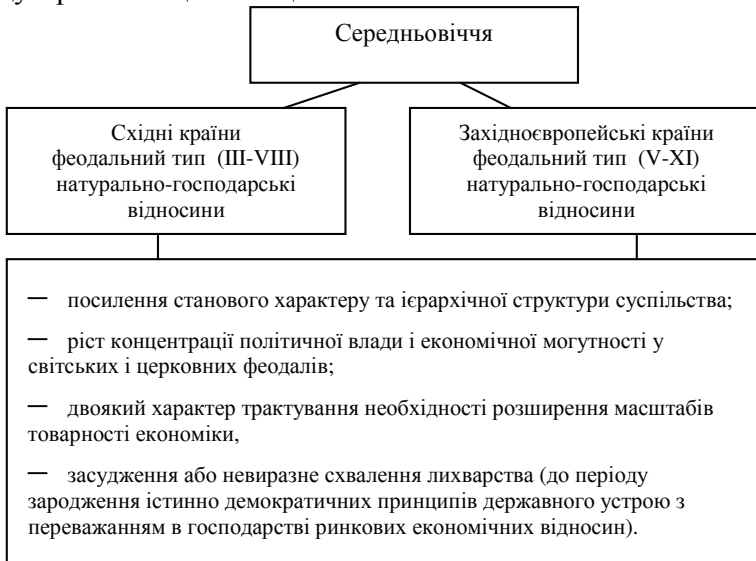 Середньовіччя
Східні країни
феодальний тип (III-VIII)
натурально-господарські
відносини
Західноєвропейські країни
феодальний тип (V-XI)
натурально-господарські
відносини
— посилення станового характеру та ієрархічної структури суспільства;
— ріст концентрації політичної влади і економічної могутності у
світських і церковних феодалів;
— двоякий характер трактування необхідності розширення масштабів
товарності економіки,
— засудження або невиразне схвалення лихварства (до періоду
зародження істинно демократичних принципів державного устрою з
переважанням в господарстві ринкових економічних відносин).